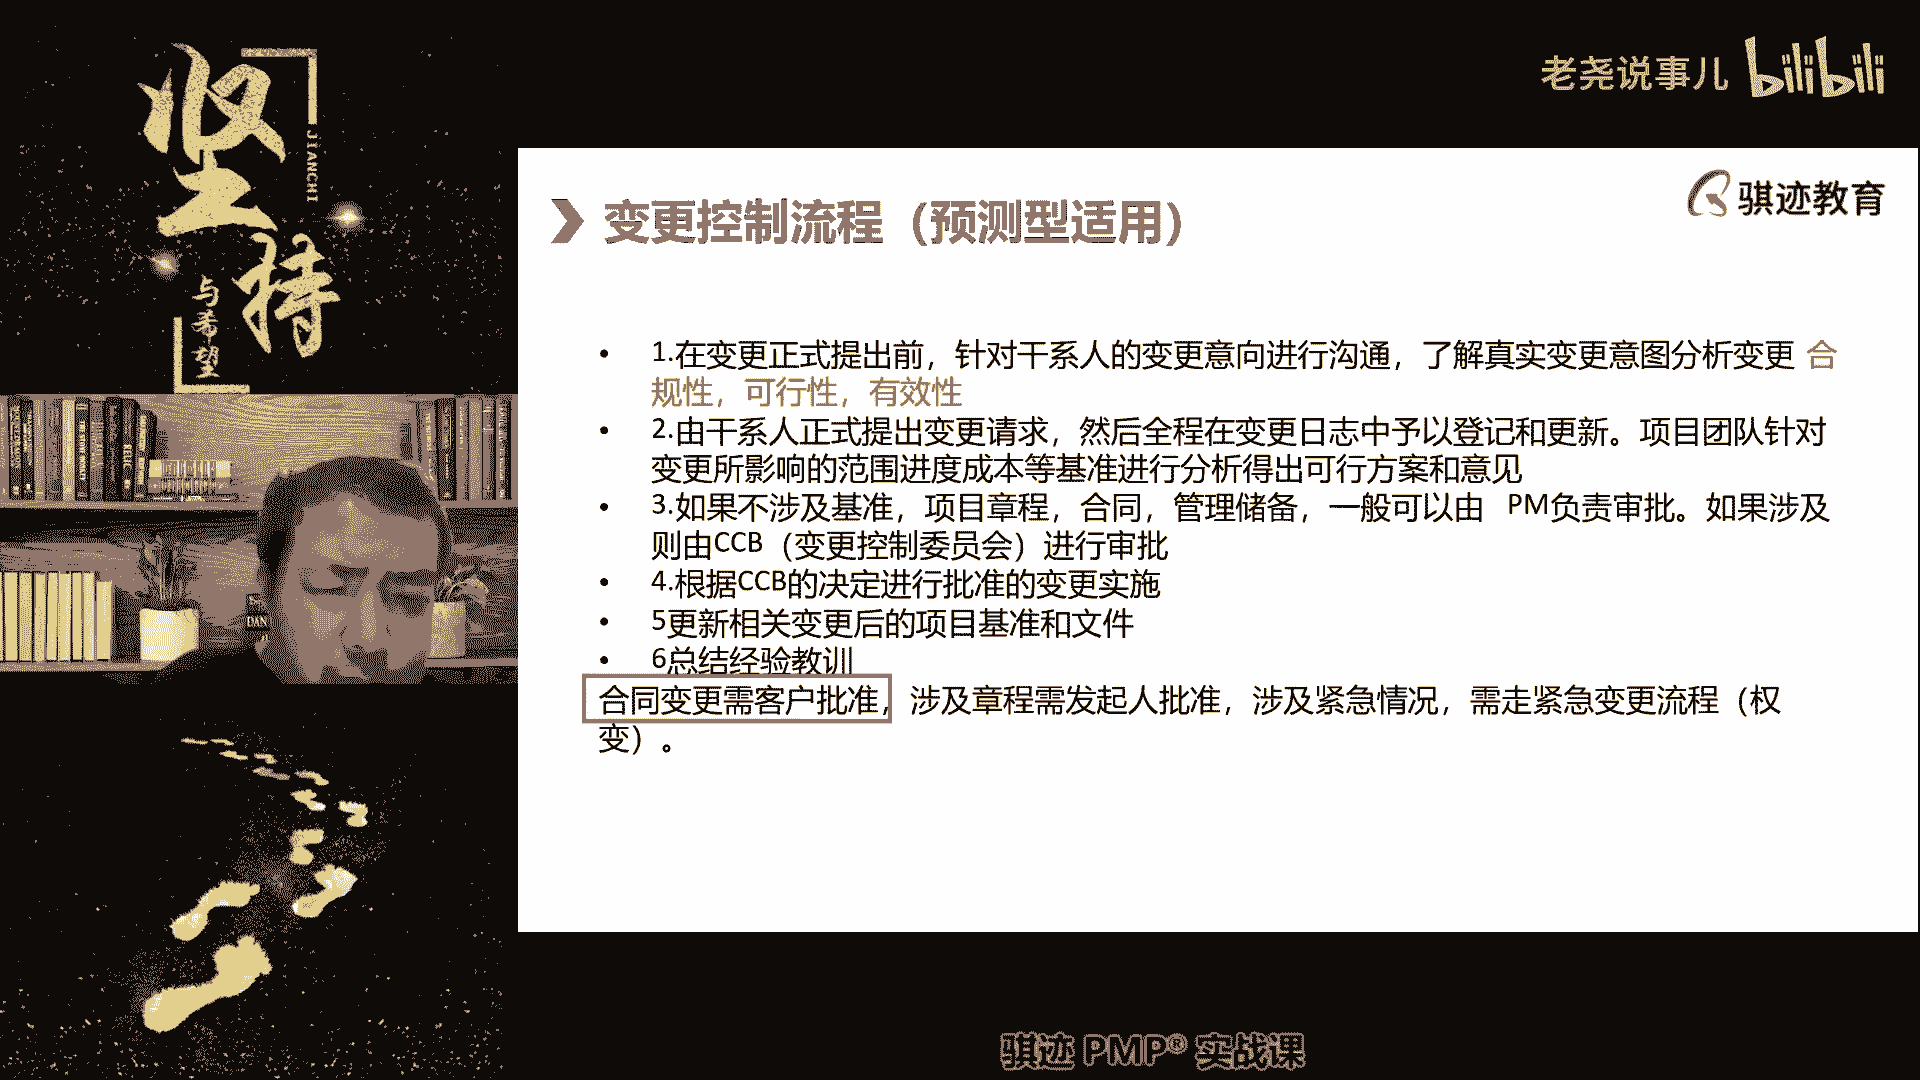 坚持
JIANCHI
与希望
老尧说事儿 bilibili
骐迹教育
变更控制流程（预测型适用）
• 1.在变更正式提出前，针对干系人的变更意向进行沟通，了解真实变更意图分析变更 合
规性，可行性，有效性
• 2.由干系人正式提出变更请求，然后全程在变更日志中予以登记和更新。项目团队针对
变更所影响的范围进度成本等基准进行分析得出可行方案和意见
• 3.如果不涉及基准，项目章程，合同，管理储备，一般可以由 PM负责审批。如果涉及
则由CCB（变更控制委员会）进行审批
• 4.根据CCB的决定进行批准的变更实施
• 5更新相关变更后的项目基准和文件
• 6总结经验教训
合同变更需客户批准，涉及章程需发起人批准，涉及紧急情况，需走紧急变更流程（权
变）。
骐迹 PMP® 实战课